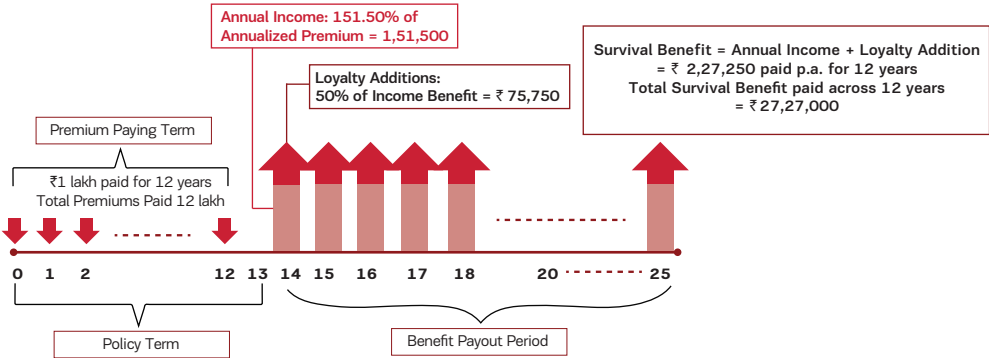 Annual Income: 151.50% of
Annualized Premium = 1,51,500
Loyalty Additions:
50% of Income Benefit = ₹ 75,750
Survival Benefit = Annual Income + Loyalty Addition
= ₹ 2,27,250 paid p.a. for 12 years
Total Survival Benefit paid across 12 years
= ₹27,27,000
Premium Paying Term
₹1 lakh paid for 12 years
Total Premiums Paid 12 lakh
0 1 2 12 13 14 15 16 17 18 20 25
Policy Term
Benefit Payout Period